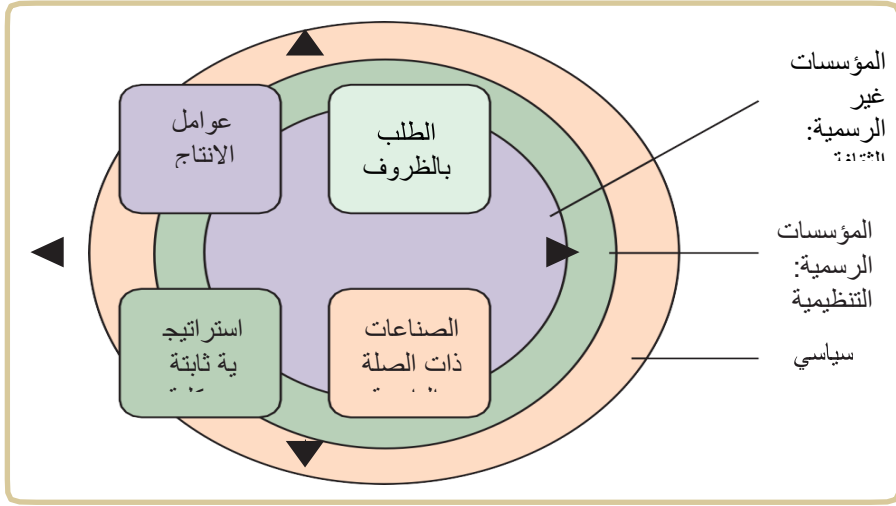 عوامل
الانتاج
الطلب
بالظروف
المؤسسات
غير
الرسمية:
المؤسسات
الرسمية:
التنظيمية
سياسي
استراتيج
ية ثابتة
الصناعات
ذات الصلة